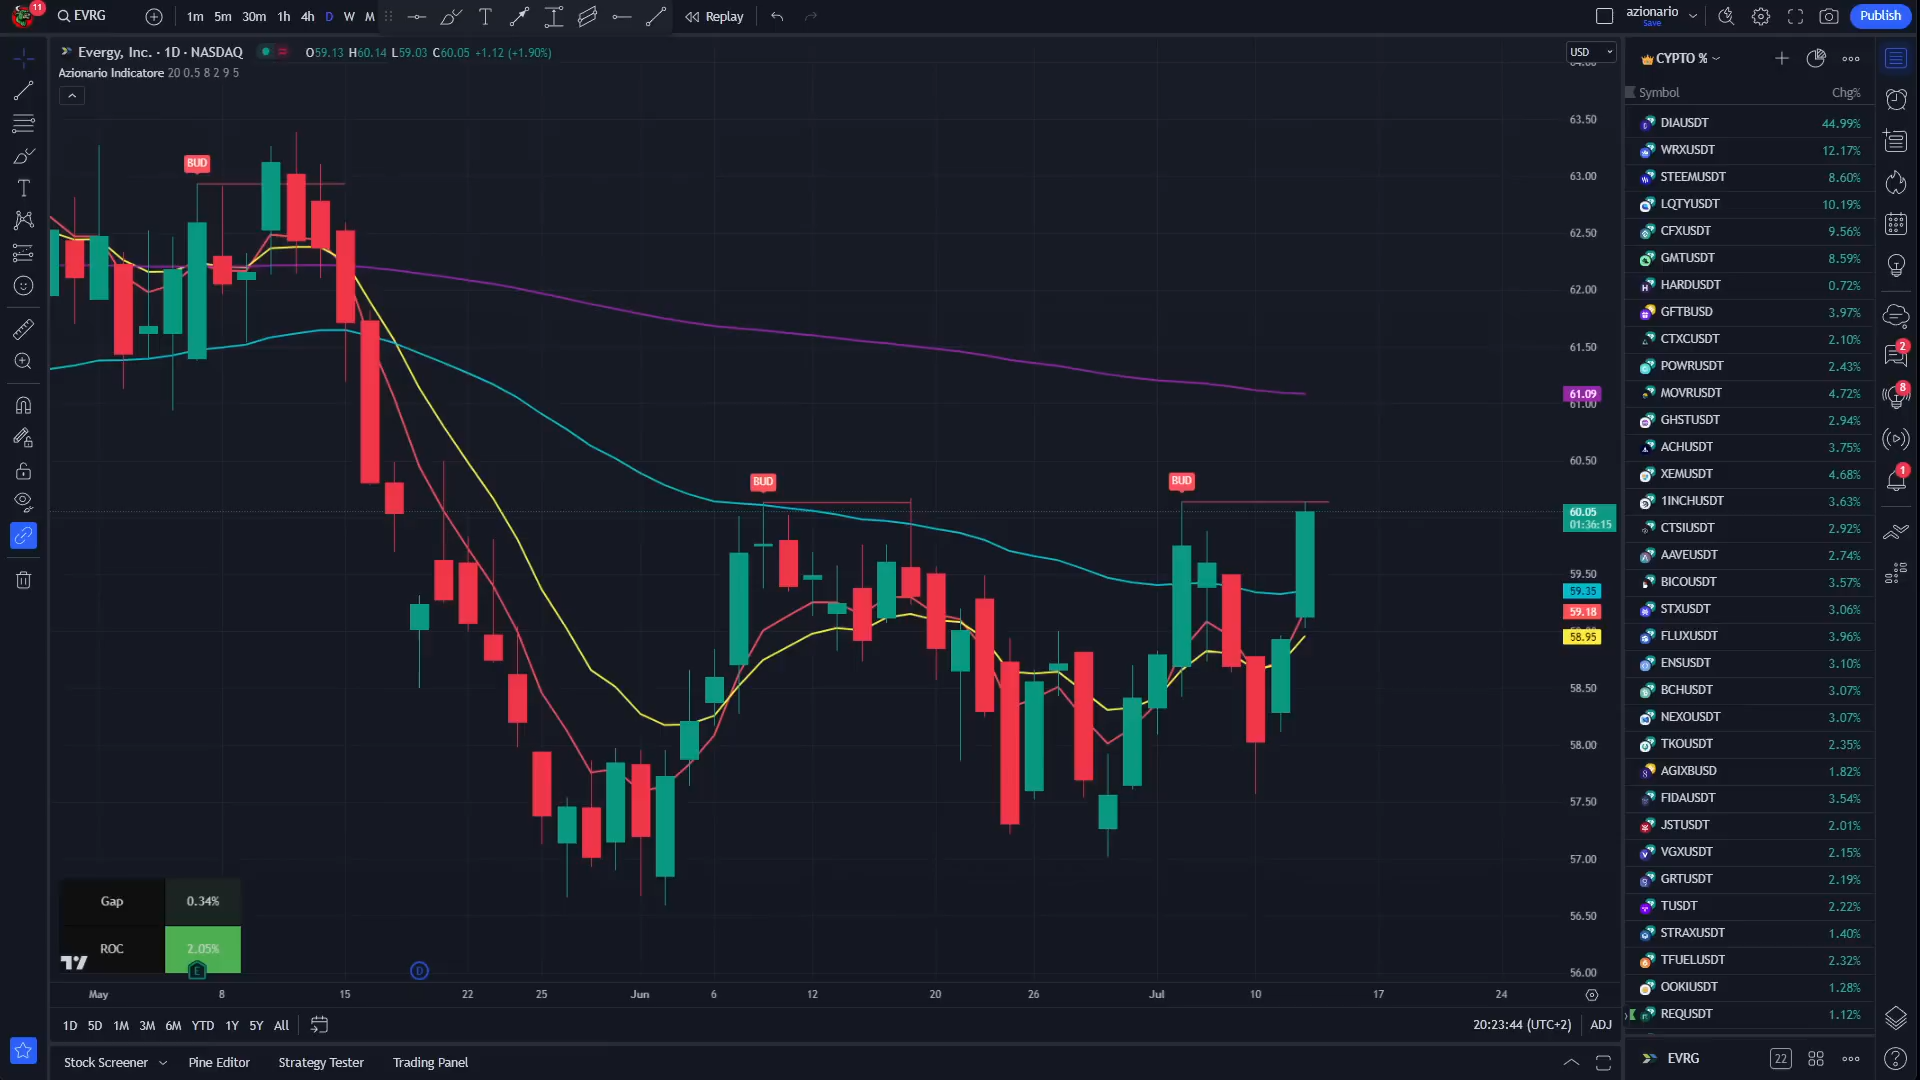 11
EVRG
1m 5m 30m 1h 4h D W M
Replay
azionario
Save
Publish
Evergy, Inc. · 1D · NASDAQ
O59.13 H60.14 L59.03 C60.05 +1.12 (+1.90%)
Azionario Indicatore 20 0.5 8 2 9 5
USD
64.00
63.50
63.00
62.50
62.00
61.50
61.09
61.00
60.50
60.05
01:36:15
59.50
59.35
59.18
58.95
58.50
58.00
57.50
57.00
56.50
56.00
BUD
BUD
BUD
Gap 0.34%
ROC 2.05%
E
D
May 8 15 22 25 Jun 6 12 20 26 Jul 10 17 24
1D 5D 1M 3M 6M YTD 1Y 5Y All
20:23:44 (UTC+2) ADJ
Stock Screener Pine Editor Strategy Tester Trading Panel
CYPTO %
Symbol Chg%
DIAUSDT 44.99%
WRXUSDT 12.17%
STEEMUSDT 8.60%
LQTYUSDT 10.19%
CFXUSDT 9.56%
GMTUSDT 8.59%
HARDUSDT 0.72%
GFTBUSD 3.97%
CTXCUSDT 2.10%
POWRUSDT 2.43%
MOVRUSDT 4.72%
GHSTUSDT 2.94%
ACHUSDT 3.75%
XEMUSDT 4.68%
1INCHUSDT 3.63%
CTSIUSDT 2.92%
AAVEUSDT 2.74%
BICOUSDT 3.57%
STXUSDT 3.06%
FLUXUSDT 3.96%
ENSUSDT 3.10%
BCHUSDT 3.07%
NEXOUSDT 3.07%
TKOUSDT 2.35%
AGIXBUSD 1.82%
FIDAUSDT 3.54%
JSTUSDT 2.01%
VGXUSDT 2.15%
GRTUSDT 2.19%
TUSDT 2.22%
STRAXUSDT 1.40%
TFUELUSDT 2.32%
OOKIUSDT 1.28%
REQUSDT 1.12%
EVRG
22
2
8
1